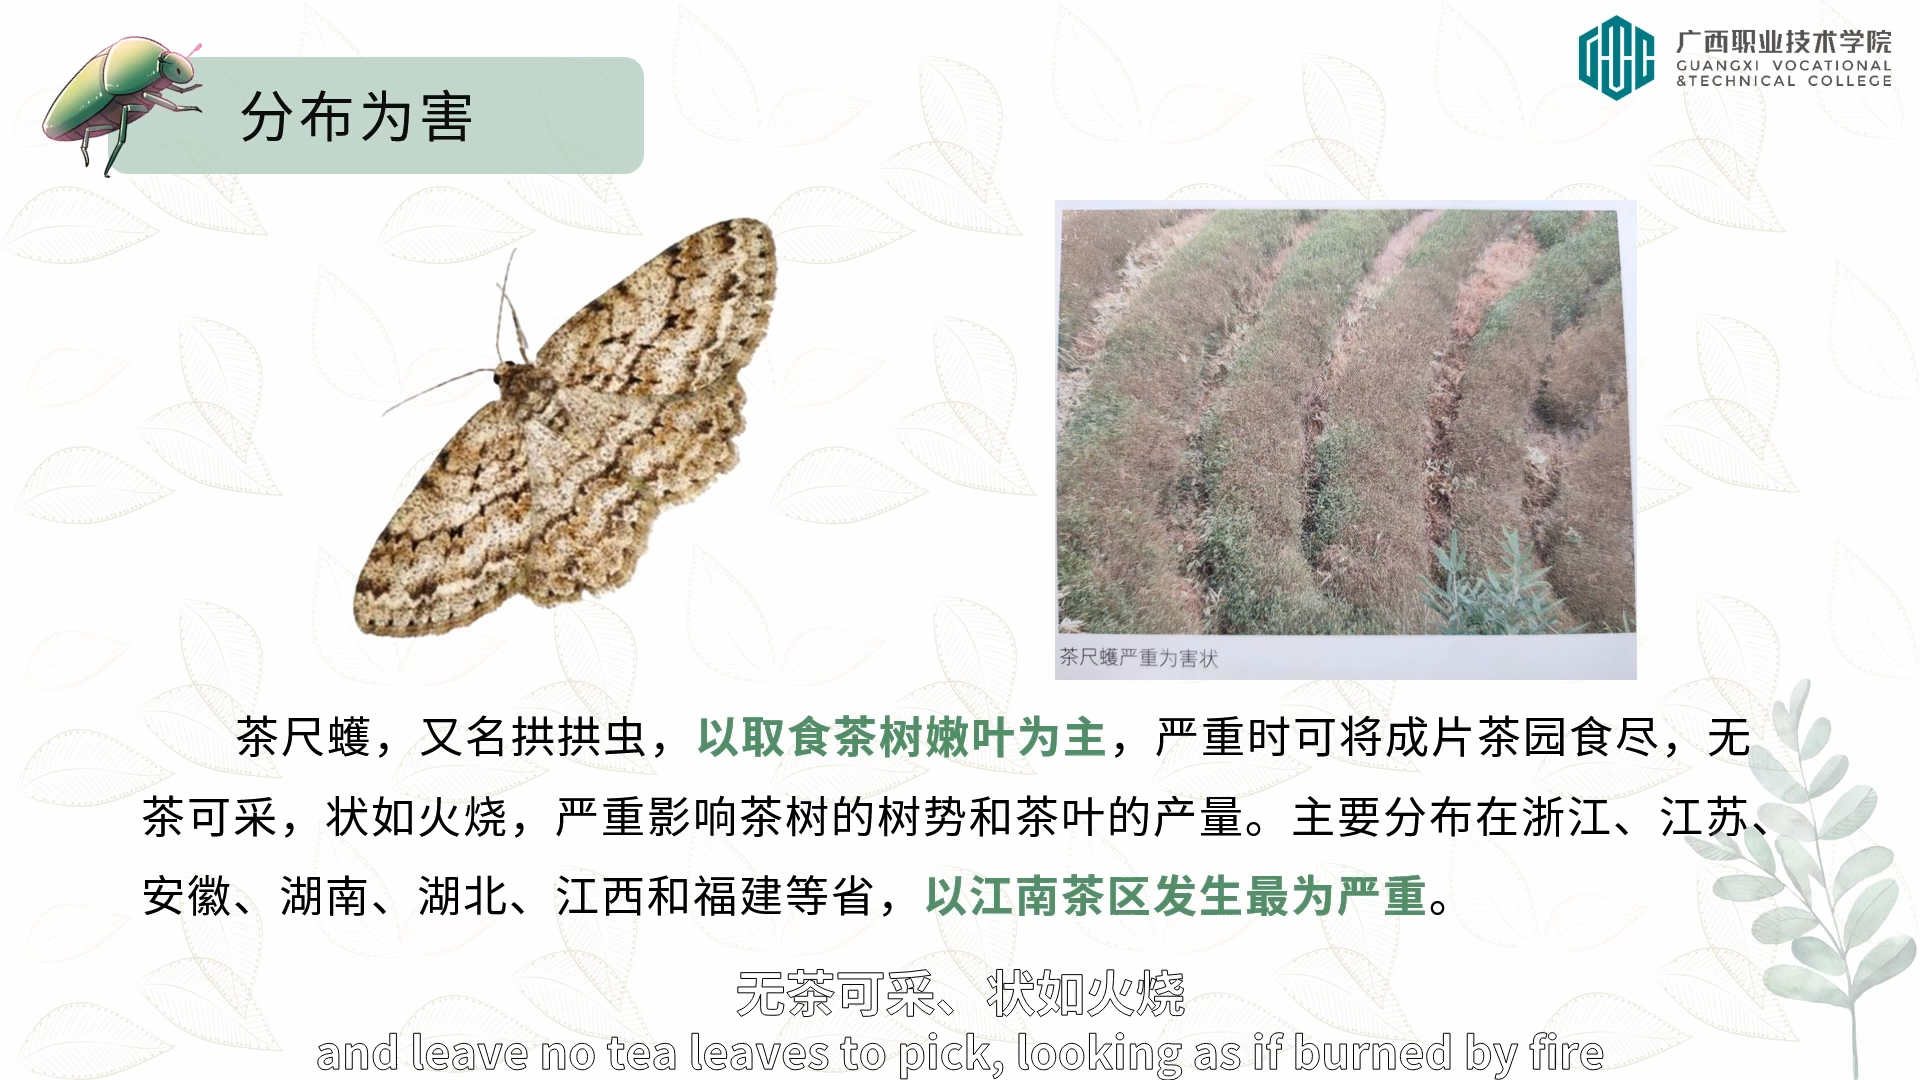 分布为害
广西职业技术学院
GUANGXI VOCATIONAL
&TECHNICAL COLLEGE
茶尺蠖严重为害状
茶尺蠖，又名拱拱虫，以取食茶树嫩叶为主，严重时可将成片茶园食尽，无
茶可采，状如火烧，严重影响茶树的树势和茶叶的产量。主要分布在浙江、江苏、
安徽、湖南、湖北、江西和福建等省，以江南茶区发生最为严重。
无茶可采、状如火烧
and leave no tea leaves to pick, looking as if burned by fire